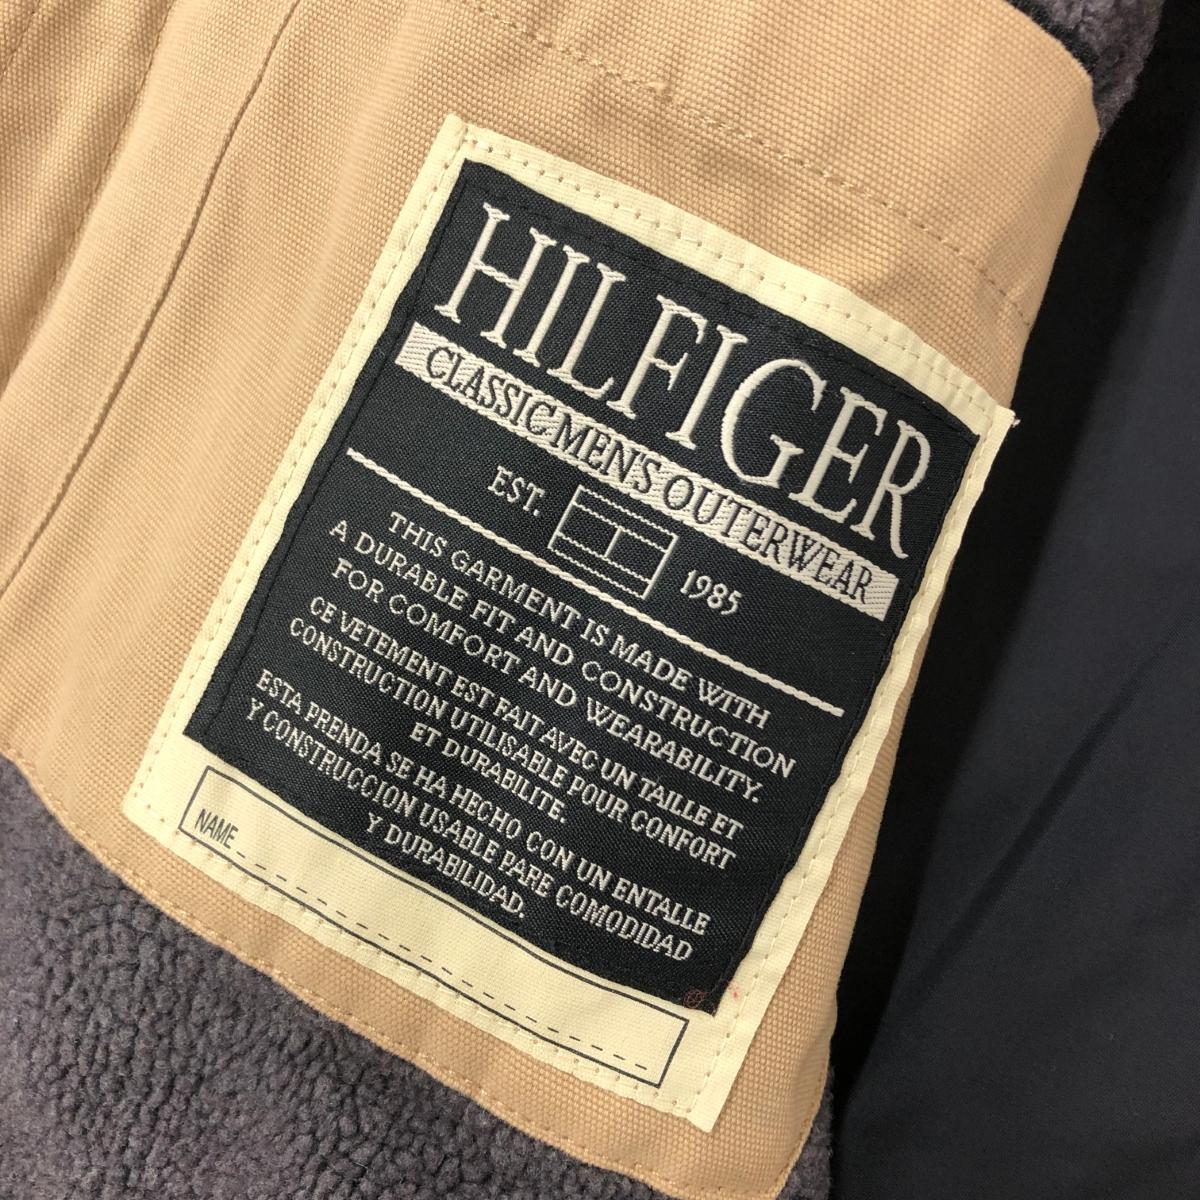 HILFIGER
CLASSIC MEN'S OUTERWEAR
EST. 1985
THIS GARMENT IS MADE WITH
A DURABLE FIT AND CONSTRUCTION
FOR COMFORT AND WEARABILITY.
CE VETEMENT EST FAIT AVEC UN TAILLE ET
CONSTRUCTION UTILISABLE POUR CONFORT
ET DURABILITE.
ESTA PRENDA SE HA HECHO CON UN ENTALLE
Y CONSTRUCCION USABLE PARE COMODIDAD
Y DURABILIDAD.
NAME